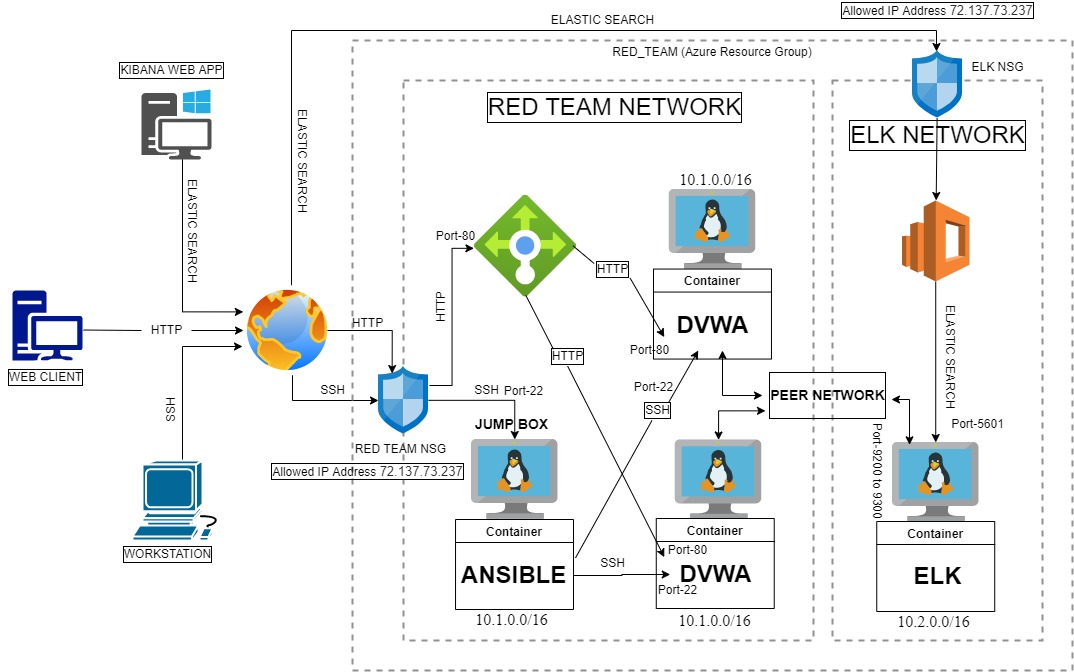 ELASTIC SEARCH
Allowed IP Address 72.137.73.237
RED_TEAM (Azure Resource Group)
ELK NSG
KIBANA WEB APP
RED TEAM NETWORK
ELK NETWORK
ELASTIC SEARCH
ELASTIC SEARCH
10.1.0.0/16
Port-80
HTTP
Container
DVWA
HTTP
HTTP
HTTP
Port-80
HTTP
WEB CLIENT
SSH
SSH Port-22
Port-22
SSH
PEER NETWORK
ELASTIC SEARCH
HSS
JUMP BOX
Port-5601
RED TEAM NSG
Allowed IP Address 72.137.73.237
Port-9200 to 9300
WORKSTATION
Container
ANSIBLE
10.1.0.0/16
SSH
Container
Port-80
DVWA
Port-22
10.1.0.0/16
Container
ELK
10.2.0.0/16